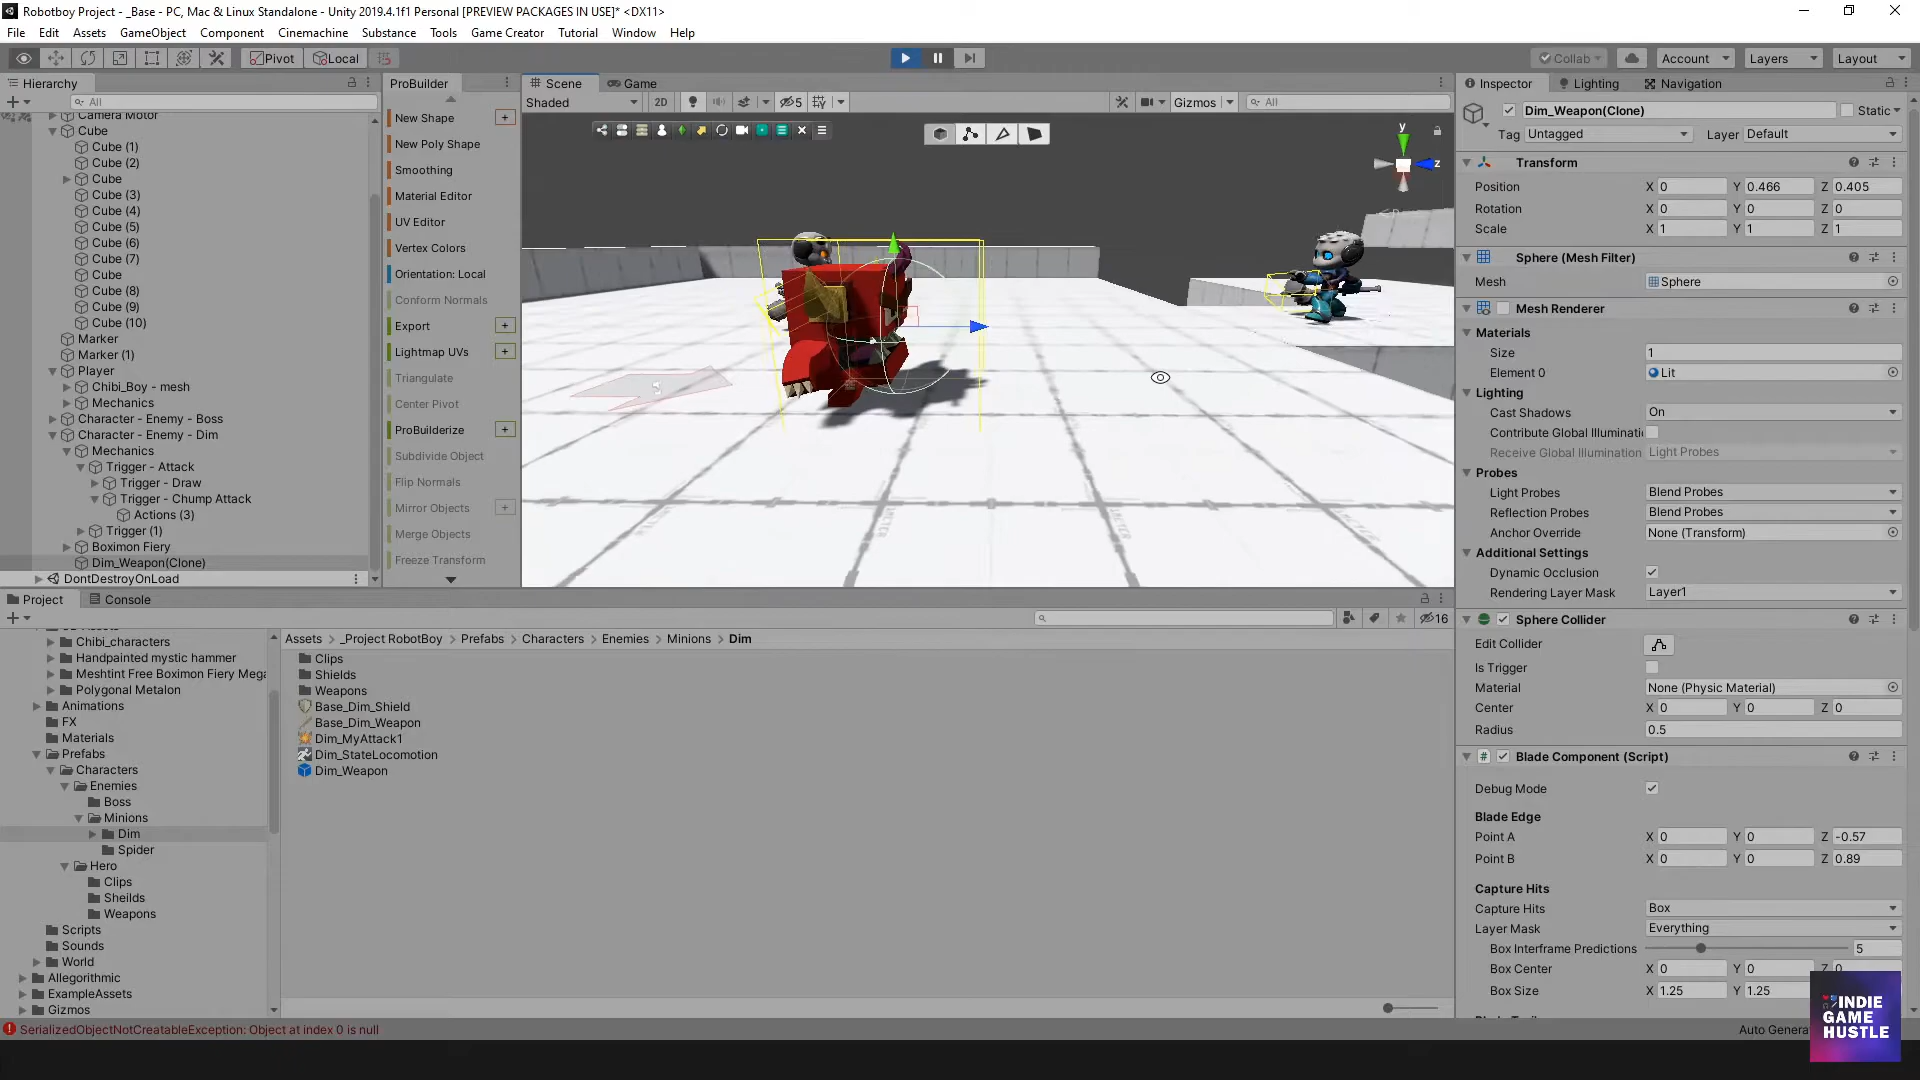 Robotboy Project - _Base - PC, Mac & Linux Standalone - Unity 2019.4.1f1 Personal [PREVIEW PACKAGES IN USE]* <DX11>
File Edit Assets GameObject Component Cinemachine Substance Tools Game Creator Tutorial Window Help
Pivot Local Collab Account Layers Layout
Hierarchy
All
Camera Motor
Cube
Cube (1)
Cube (2)
Cube
Cube (3)
Cube (4)
Cube (5)
Cube (6)
Cube (7)
Cube
Cube (8)
Cube (9)
Cube (10)
Marker
Marker (1)
Player
Chibi_Boy - mesh
Mechanics
Character - Enemy - Boss
Character - Enemy - Dim
Mechanics
Trigger - Attack
Trigger - Draw
Trigger - Chump Attack
Actions (3)
Trigger (1)
Boximon Fiery
Dim_Weapon(Clone)
DontDestroyOnLoad
ProBuilder
New Shape +
New Poly Shape
Smoothing
Material Editor
UV Editor
Vertex Colors
Orientation: Local
Conform Normals
Export +
Lightmap UVs +
Triangulate
Center Pivot
ProBuilderize +
Subdivide Object
Flip Normals
Mirror Objects +
Merge Objects
Freeze Transform
Scene Game
Shaded 2D 5 Gizmos All
y
z
Inspector Lighting Navigation
Dim_Weapon(Clone) Static
Tag Untagged Layer Default
Transform
Position X 0 Y 0.466 Z 0.405
Rotation X 0 Y 0 Z 0
Scale X 1 Y 1 Z 1
Sphere (Mesh Filter)
Mesh Sphere
Mesh Renderer
Materials
Size 1
Element 0 Lit
Lighting
Cast Shadows On
Contribute Global Illuminati
Receive Global Illumination Light Probes
Probes
Light Probes Blend Probes
Reflection Probes Blend Probes
Anchor Override None (Transform)
Additional Settings
Dynamic Occlusion
Rendering Layer Mask Layer1
Sphere Collider
Edit Collider
Is Trigger
Material None (Physic Material)
Center X 0 Y 0 Z 0
Radius 0.5
Blade Component (Script)
Debug Mode
Blade Edge
Point A X 0 Y 0 Z -0.57
Point B X 0 Y 0 Z 0.89
Capture Hits
Capture Hits Box
Layer Mask Everything
Box Interframe Predictions 5
Box Center X 0 Y 0 Z 0
Box Size X 1.25 Y 1.25
Project Console
16
Chibi_characters
Handpainted mystic hammer
Meshtint Free Boximon Fiery Mega
Polygonal Metalon
Animations
FX
Materials
Prefabs
Characters
Enemies
Boss
Minions
Dim
Spider
Hero
Clips
Sheilds
Weapons
Scripts
Sounds
World
Allegorithmic
ExampleAssets
Gizmos
Assets > _Project RobotBoy > Prefabs > Characters > Enemies > Minions > Dim
Clips
Shields
Weapons
Base_Dim_Shield
Base_Dim_Weapon
Dim_MyAttack1
Dim_StateLocomotion
Dim_Weapon
SerializedObjectNotCreatableException: Object at index 0 is null
Auto Genera
INDIE
GAME
HUSTLE